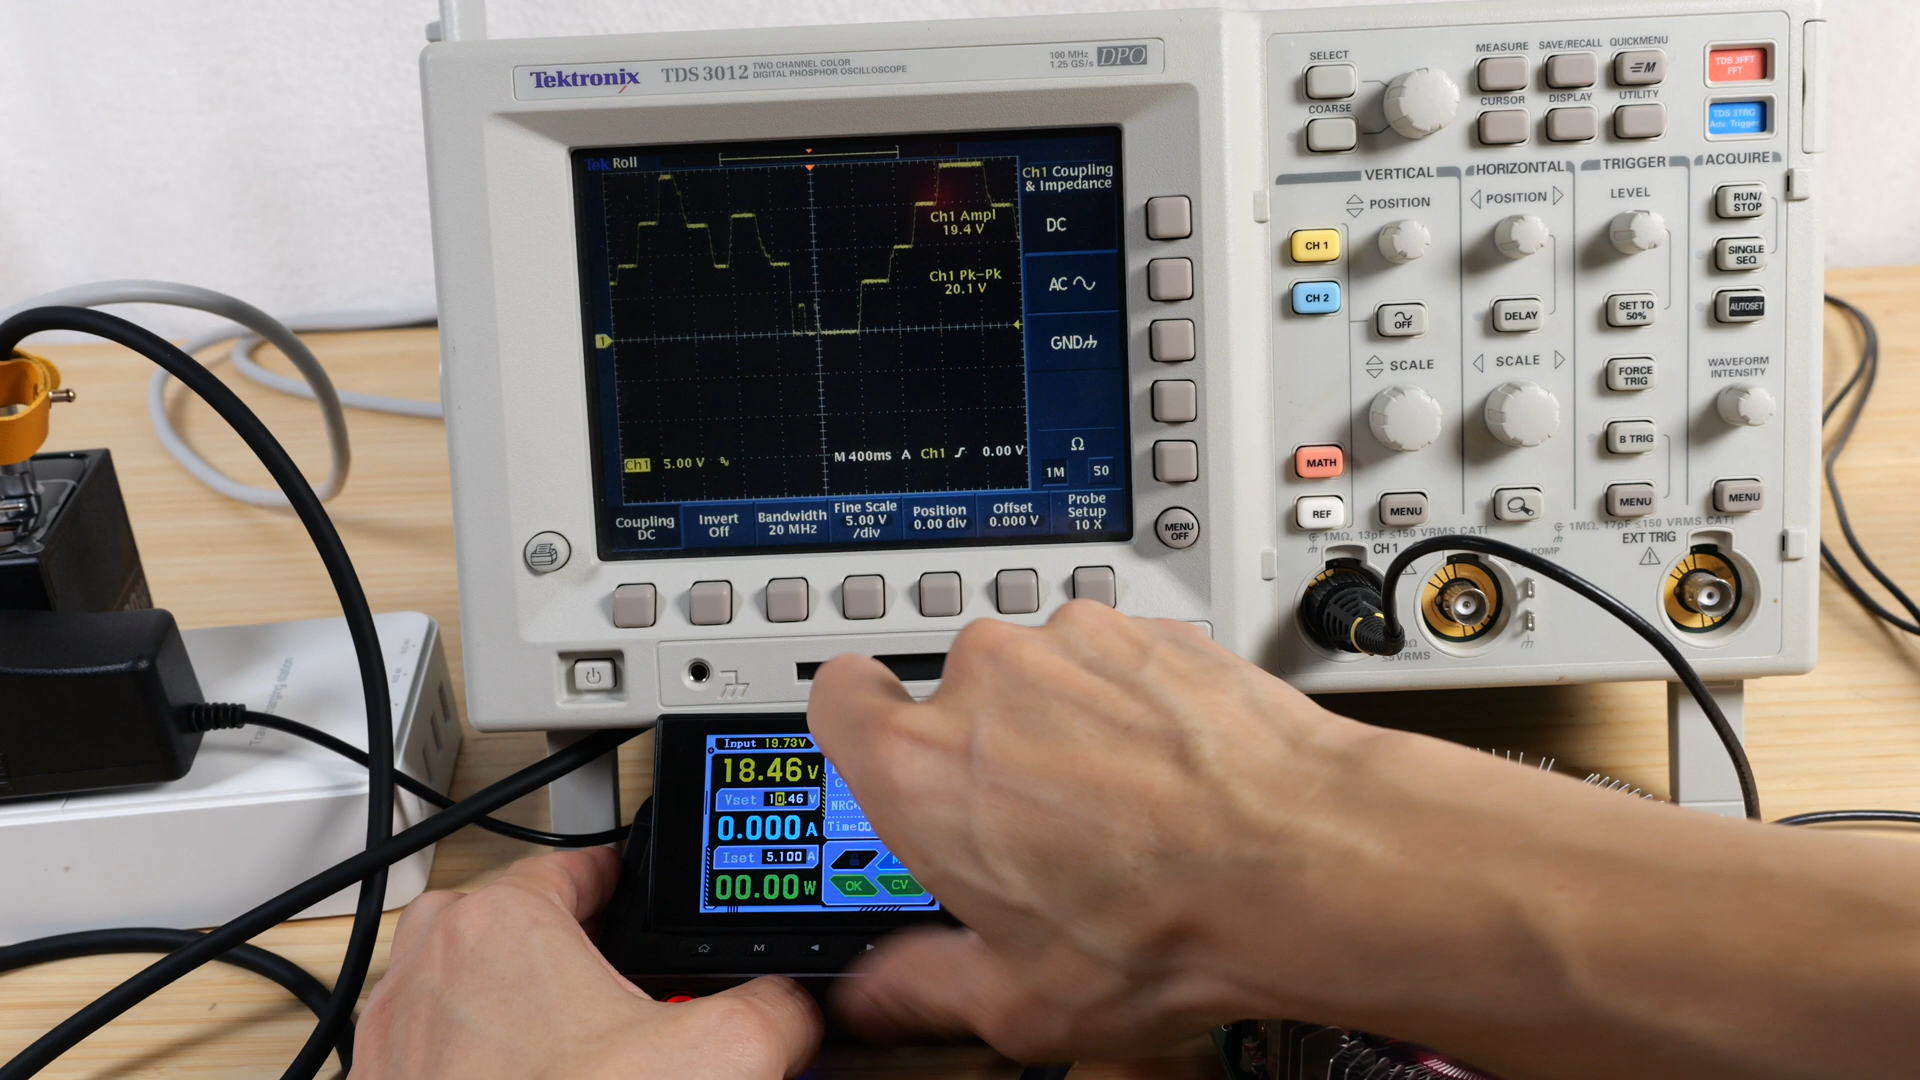 Tektronix TDS 3012 TWO CHANNEL COLOR
DIGITAL PHOSPHOR OSCILLOSCOPE
100 MHz
1.25 GS/s DPO
Tek Roll
Ch1 Coupling
& Impedance
DC
AC
GND
Ω
1M 50
Ch1 Ampl
19.4 V
Ch1 Pk-Pk
20.1 V
1
Ch1 5.00 V
M 400ms A Ch1 0.00 V
Coupling
DC
Invert
Off
Bandwidth
20 MHz
Fine Scale
5.00 V
/div
Position
0.00 div
Offset
0.000 V
Probe
Setup
10 X
MENU
OFF
SELECT
COARSE
MEASURE
SAVE/RECALL
QUICKMENU
M
CURSOR
DISPLAY
UTILITY
TDS 3FFT
FFT
TDS 3TRG
Adv. Trigger
VERTICAL
HORIZONTAL
TRIGGER
ACQUIRE
POSITION
POSITION
LEVEL
RUN/
STOP
CH 1
CH 2
OFF
DELAY
SET TO
50%
SINGLE
SEQ
AUTOSET
SCALE
SCALE
FORCE
TRIG
WAVEFORM
INTENSITY
B TRIG
MATH
REF
MENU
MENU
MENU
1MΩ, 13pF ≤150 VRMS CAT I
1MΩ, 17pF ≤150 VRMS CAT I
CH 1
COMP
EXT TRIG
≤5VRMS
Input 19.73V
18.46V
Vset 10.46 V
0.000A
Iset 5.100 A
00.00W
NRG
Time00
M
OK
CV
M